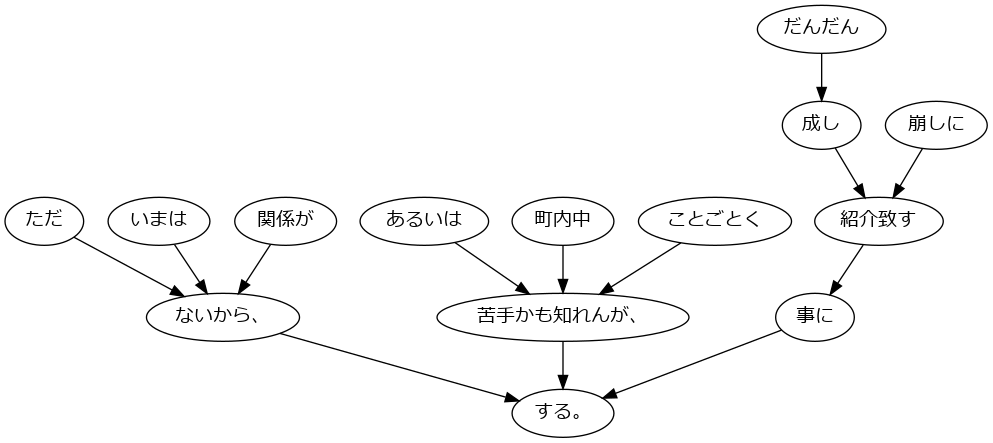 だんだん
成し 崩しに
ただ いまは 関係が あるいは 町内中 ことごとく 紹介致す
ないから、 苦手かも知れんが、 事に
する。